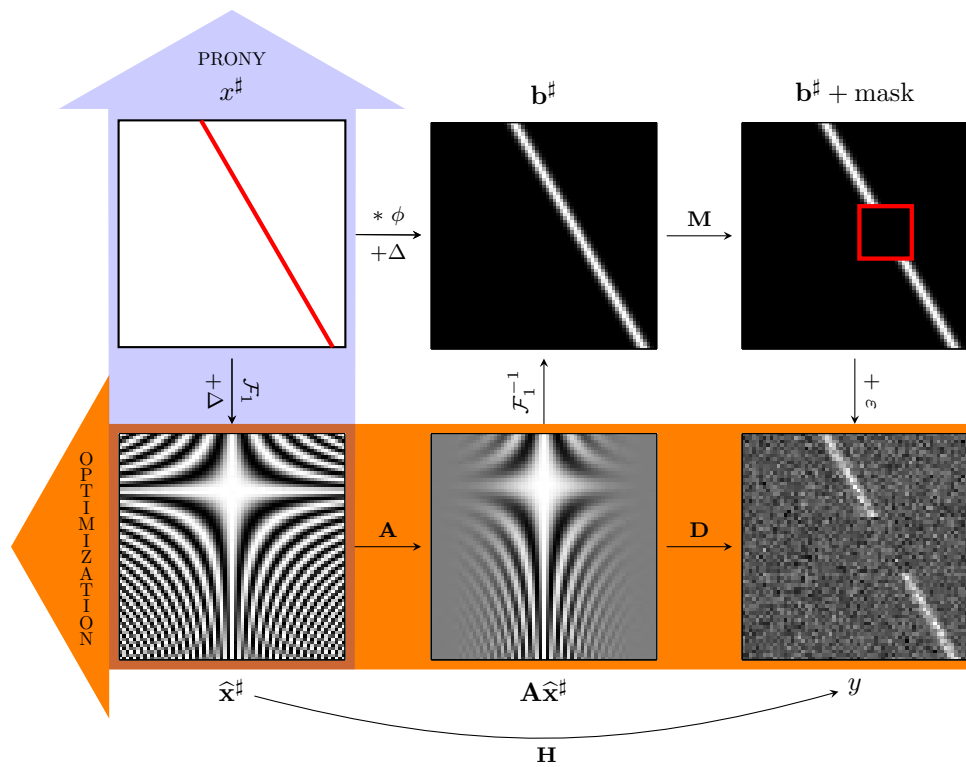 PRONY
x♯
b♯
b♯ + mask
∗ ϕ
+Δ
M
F₁
+ Δ
F₁⁻¹
+ ε
OPTIMIZATION
A
D
x̂♯
Ax̂♯
y
H